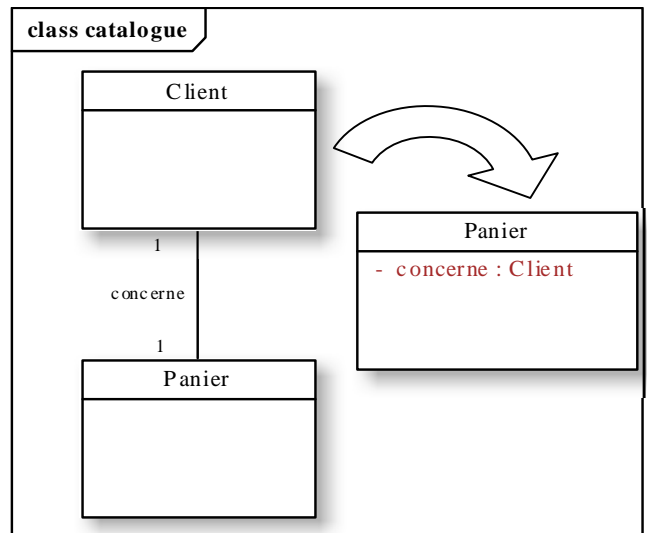 class catalogue
Client
Panier
- concerne : Client
1
concerne
1
Panier